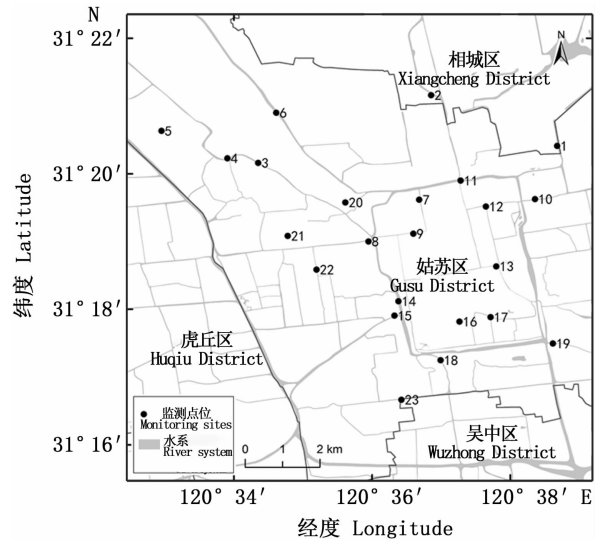 N
31° 22′
31° 20′
31° 18′
31° 16′
纬度 Latitude
相城区
Xiangcheng District
N
2
6
1
5
4
3
11
20
7
12
10
21
8
9
22
姑苏区
Gusu District
13
14
15
16
17
虎丘区
Huqiu District
18
19
23
监测点位
Monitoring sites
水系
River system
0 1 2 km
吴中区
Wuzhong District
120° 34′ 120° 36′ 120° 38′ E
经度 Longitude